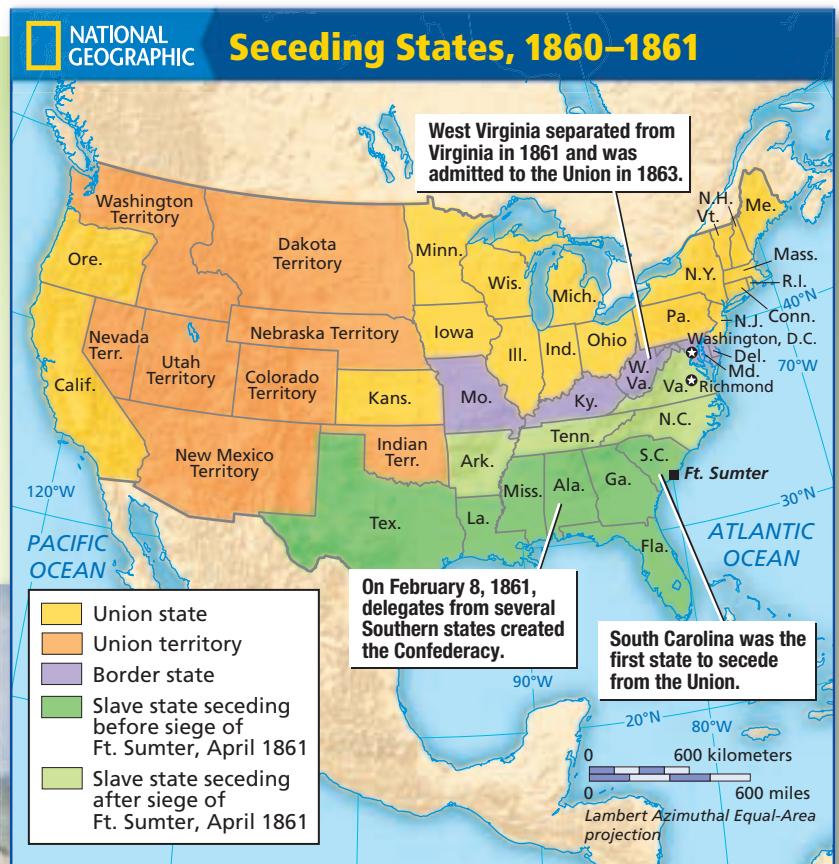 NATIONAL
GEOGRAPHIC
Seceding States, 1860–1861
West Virginia separated from
Virginia in 1861 and was
admitted to the Union in 1863.
Washington
Territory
Dakota
Territory
Minn.
N.H.
Vt.
Me.
Ore.
Wis.
Mich.
N.Y.
Mass.
R.I.
40°N
Conn.
Nevada
Terr.
Nebraska Territory
Iowa
Pa.
N.J.
Washington, D.C.
Utah
Territory
Ill.
Ind.
Ohio
Del.
Md.
70°W
Calif.
Colorado
Territory
Kans.
Mo.
W.
Va.
Ky.
Va.
Richmond
New Mexico
Territory
Indian
Terr.
Ark.
Tenn.
N.C.
S.C.
Ft. Sumter
120°W
Tex.
La.
Miss.
Ala.
Ga.
30°N
PACIFIC
OCEAN
Fla.
ATLANTIC
OCEAN
On February 8, 1861,
delegates from several
Southern states created
the Confederacy.
South Carolina was the
first state to secede
from the Union.
Union state
Union territory
Border state
Slave state seceding
before siege of
Ft. Sumter, April 1861
Slave state seceding
after siege of
Ft. Sumter, April 1861
90°W
20°N
80°W
0
600 kilometers
0
600 miles
Lambert Azimuthal Equal-Area
projection